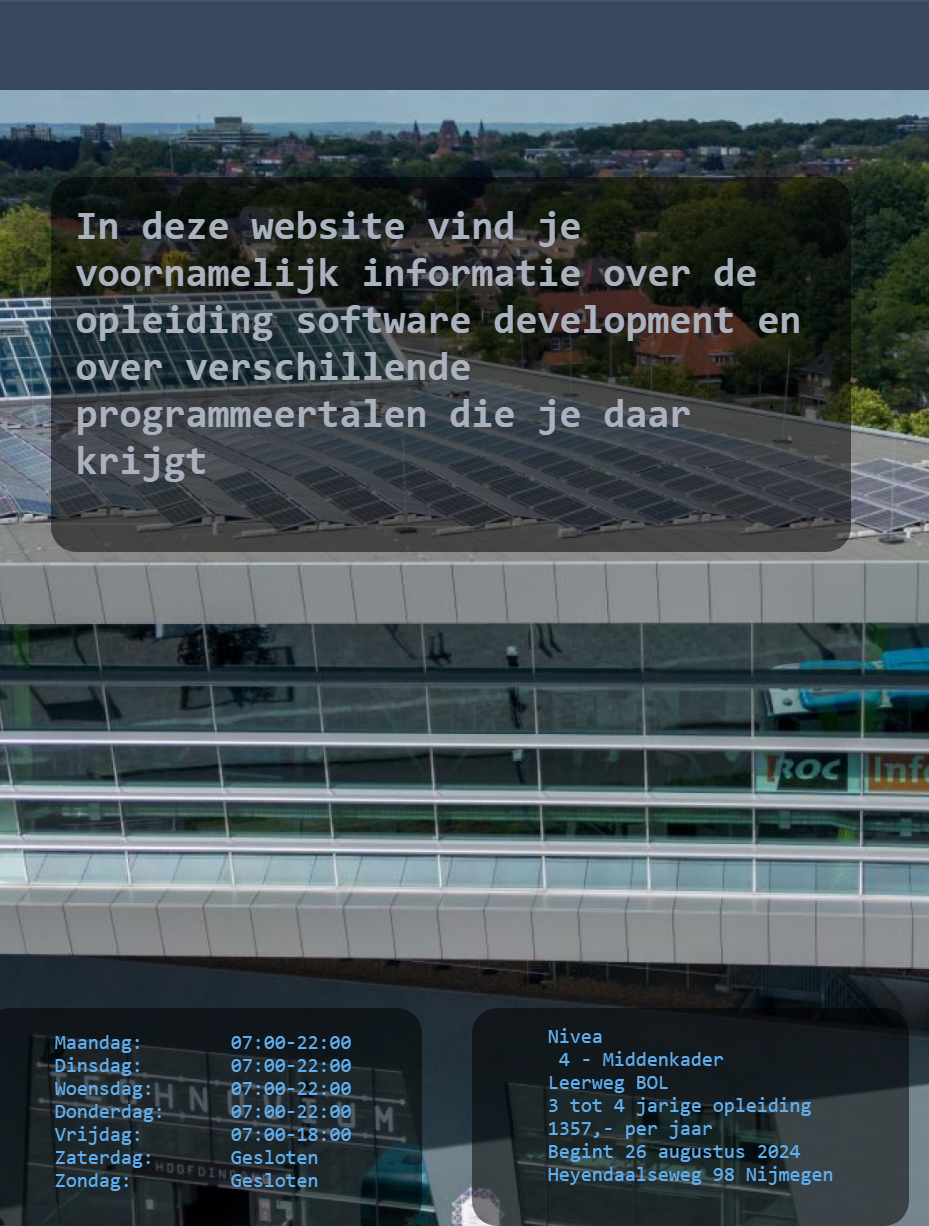 In deze website vind je
voornamelijk informatie over de
opleiding software development en
over verschillende
programmeertalen die je daar
krijgt
ROC
Inf
Maandag: 07:00-22:00
Dinsdag: 07:00-22:00
Woensdag: 07:00-22:00
Donderdag: 07:00-22:00
Vrijdag: 07:00-18:00
Zaterdag: Gesloten
Zondag: Gesloten
TECHNOVIUM
HOOFDINGANG
Nivea
4 - Middenkader
Leerweg BOL
3 tot 4 jarige opleiding
1357,- per jaar
Begint 26 augustus 2024
Heyendaalseweg 98 Nijmegen